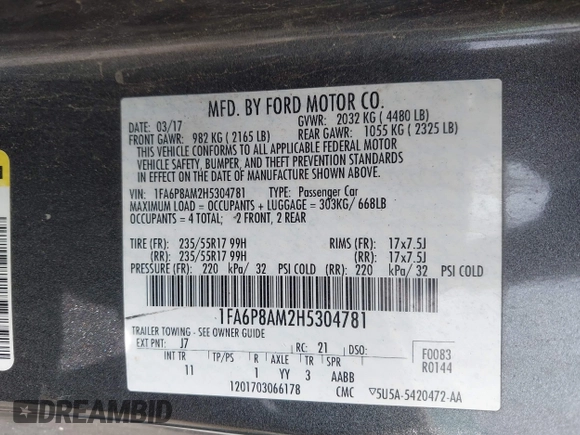 MFD. BY FORD MOTOR CO.
DATE: 03/17 GVWR: 2032 KG ( 4480 LB)
FRONT GAWR: 982 KG ( 2165 LB) REAR GAWR: 1055 KG ( 2325 LB)
THIS VEHICLE CONFORMS TO ALL APPLICABLE FEDERAL MOTOR
VEHICLE SAFETY, BUMPER, AND THEFT PREVENTION STANDARDS
IN EFFECT ON THE DATE OF MANUFACTURE SHOWN ABOVE.
VIN: 1FA6P8AM2H5304781 TYPE: Passenger Car
MAXIMUM LOAD = OCCUPANTS + LUGGAGE = 303KG/ 668LB
OCCUPANTS = 4 TOTAL; 2 FRONT, 2 REAR
TIRE (FR): 235/55R17 99H RIMS (FR): 17x7.5J
(RR): 235/55R17 99H (RR): 17x7.5J
PRESSURE (FR): 220 kPa/ 32 PSI COLD (RR): 220 kPa/ 32 PSI COLD
1FA6P8AM2H5304781
TRAILER TOWING - SEE OWNER GUIDE
EXT PNT: J7 RC: 21 DSO: F0083
INT TR TP/PS R AXLE TR SPR R0144
11 1 YY 3 AABB
1201703066178 CMC 5U5A-5420472-AA
DREAMBID